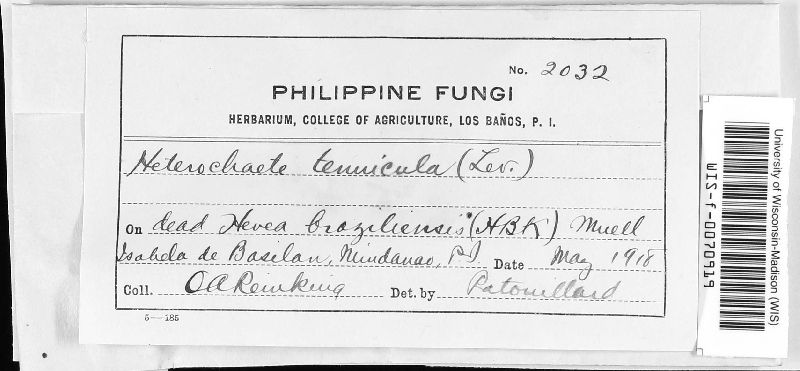 No. 2032
PHILIPPINE FUNGI
HERBARIUM, COLLEGE OF AGRICULTURE, LOS BAÑOS, P. I.
Heterochaete tenuicula (Lev.)
On dead Hevea braziliensis (HBK) Muell
Isabela de Basilan, Mindanao, P.I. Date May 1918
Coll. OA Reinking Det. by Patouillard
5—185
University of Wisconsin-Madison (WIS)
WIS-f-0070919